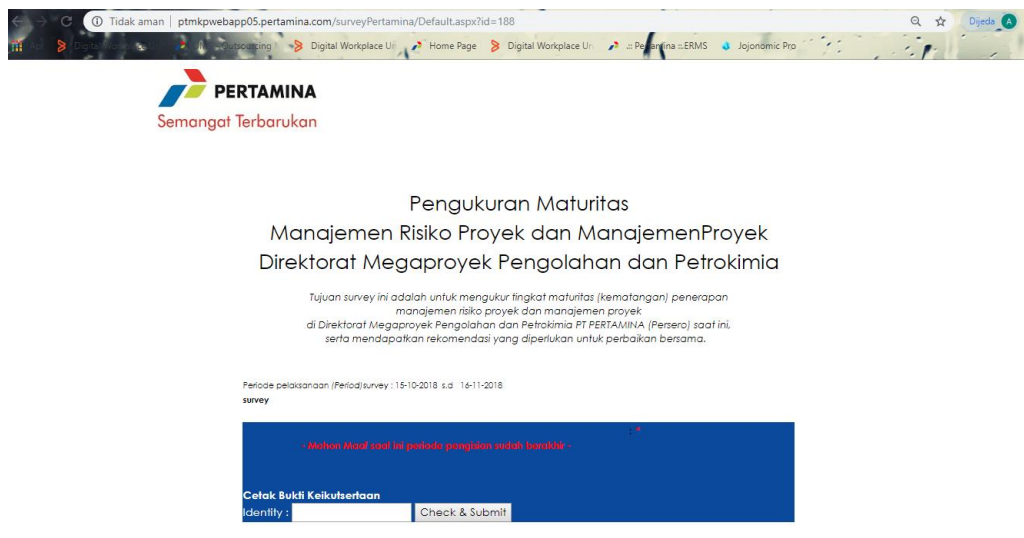 Tidak aman | ptmkpwebapp05.pertamina.com/surveyPertamina/Default.aspx?id=188
Dijeda A
Outsourcing Digital Workplace Un Home Page Digital Workplace Un .:: Pertamina ::.ERMS Jojonomic Pro
PERTAMINA
Semangat Terbarukan
Pengukuran Maturitas
Manajemen Risiko Proyek dan ManajemenProyek
Direktorat Megaproyek Pengolahan dan Petrokimia
Tujuan survey ini adalah untuk mengukur tingkat maturitas (kematangan) penerapan
manajemen risiko proyek dan manajemen proyek
di Direktorat Megaproyek Pengolahan dan Petrokimia PT PERTAMINA (Persero) saat ini,
serta mendapatkan rekomendasi yang diperlukan untuk perbaikan bersama.
Periode pelaksanaan (Period)survey : 15-10-2018 s.d 16-11-2018
survey
: *
- Mohon Maaf saat ini periode pengisian sudah berakhir -
Cetak Bukti Keikutsertaan
Identity : Check & Submit